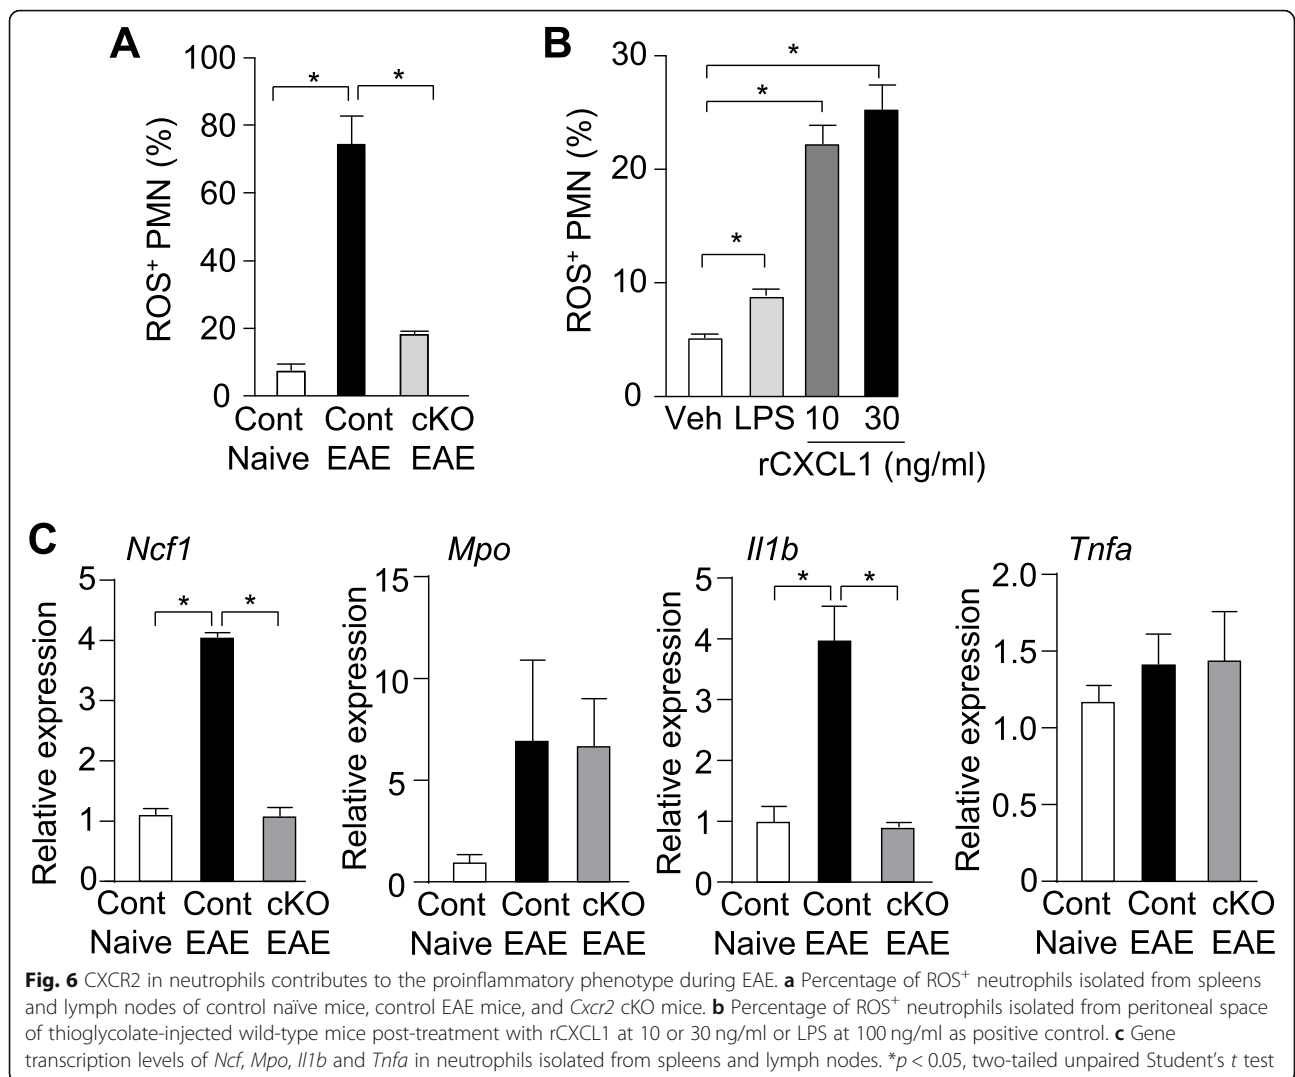 A
ROS⁺ PMN (%)
100
80
60
40
20
0
* *
Cont Cont cKO
Naive EAE EAE
B
ROS⁺ PMN (%)
30
20
10
0
*
*
*
Veh LPS 10 30
rCXCL1 (ng/ml)
C
Ncf1
Relative expression
5
4
3
2
1
0
* *
Cont Cont cKO
Naive EAE EAE
Mpo
Relative expression
15
10
5
0
Cont Cont cKO
Naive EAE EAE
Il1b
Relative expression
5
4
3
2
1
0
* *
Cont Cont cKO
Naive EAE EAE
Tnfa
Relative expression
2.0
1.5
1.0
0.5
0
Cont Cont cKO
Naive EAE EAE
Fig. 6 CXCR2 in neutrophils contributes to the proinflammatory phenotype during EAE. a Percentage of ROS⁺ neutrophils isolated from spleens
and lymph nodes of control naïve mice, control EAE mice, and Cxcr2 cKO mice. b Percentage of ROS⁺ neutrophils isolated from peritoneal space
of thioglycolate-injected wild-type mice post-treatment with rCXCL1 at 10 or 30 ng/ml or LPS at 100 ng/ml as positive control. c Gene
transcription levels of Ncf, Mpo, Il1b and Tnfa in neutrophils isolated from spleens and lymph nodes. *p < 0.05, two-tailed unpaired Student's t test